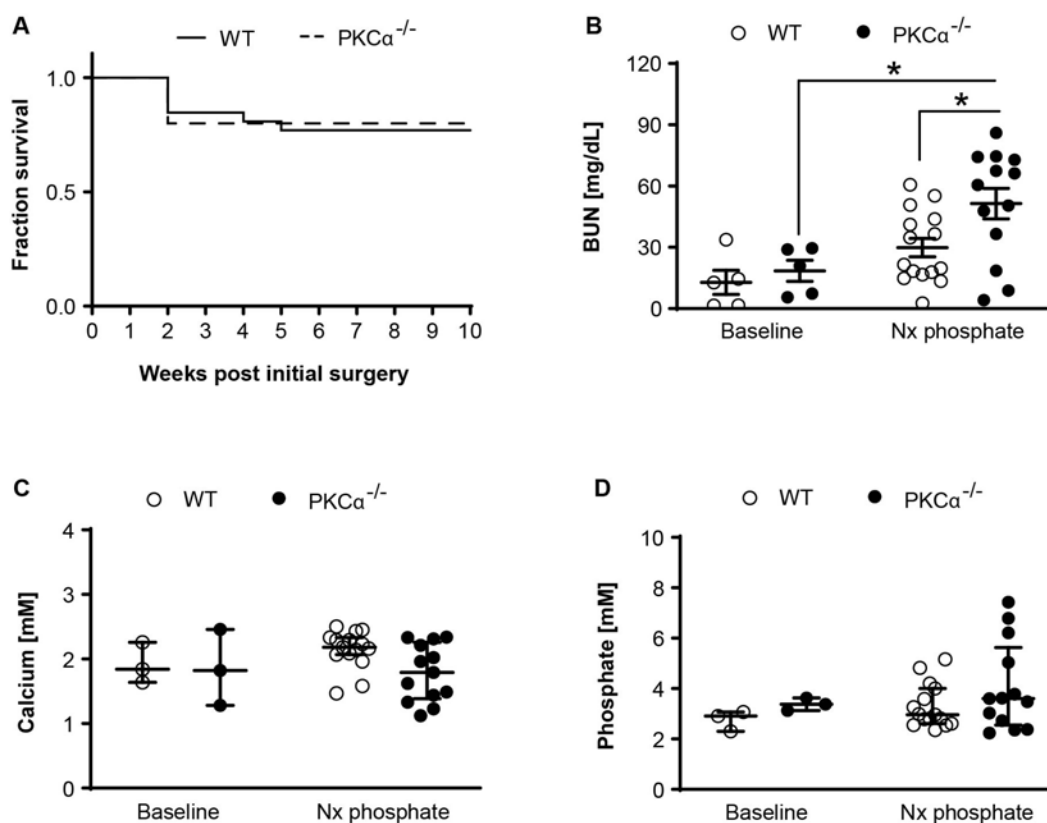 A
WT PKCα-/-
1.0
0.5
0.0
Fraction survival
0 1 2 3 4 5 6 7 8 9 10
Weeks post initial surgery
B
WT PKCα-/-
120
90
60
30
0
BUN [mg/dL]
*
*
Baseline Nx phosphate
C
WT PKCα-/-
4
3
2
1
0
Calcium [mM]
Baseline Nx phosphate
D
WT PKCα-/-
10
8
6
4
2
0
Phosphate [mM]
Baseline Nx phosphate